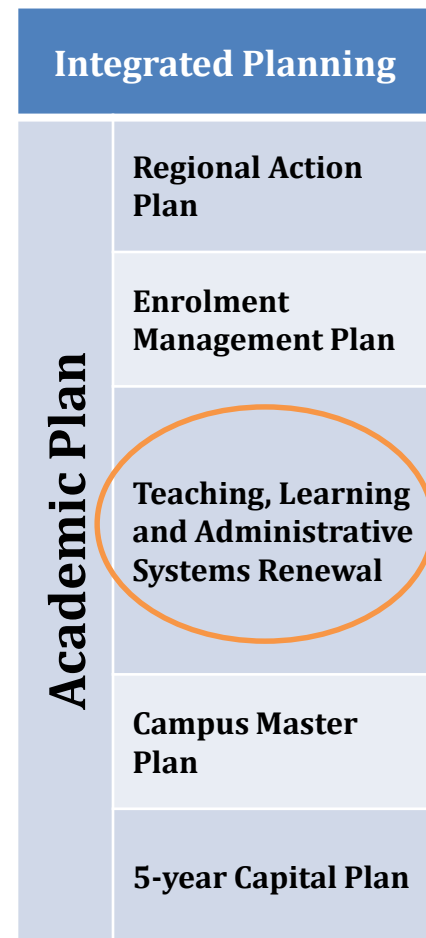 Integrated Planning
Academic Plan
Regional Action
Plan
Enrolment
Management Plan
Teaching, Learning
and Administrative
Systems Renewal
Campus Master
Plan
5-year Capital Plan